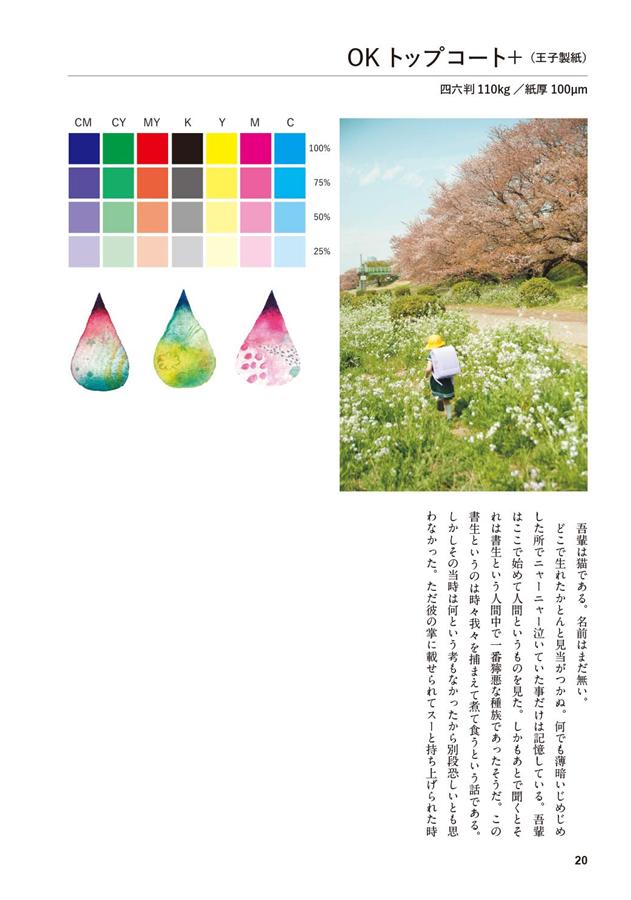 OK トップコート+（王子製紙）
四六判 110kg ／紙厚 100μm
CM CY MY K Y M C
100%
75%
50%
25%
吾輩は猫である。名前はまだ無い。
どこで生れたかとんと見当がつかぬ。何でも薄暗いじめじめ
した所でニャーニャー泣いていた事だけは記憶している。吾輩
はここで始めて人間というものを見た。しかもあとで聞くとそ
れは書生という人間中で一番獰悪な種族であったそうだ。この
書生というのは時々我々を捕まえて煮て食うという話である。
しかしその当時は何という考もなかったから別段恐しいとも思
わなかった。ただ彼の掌に載せられてスーと持ち上げられた時
20